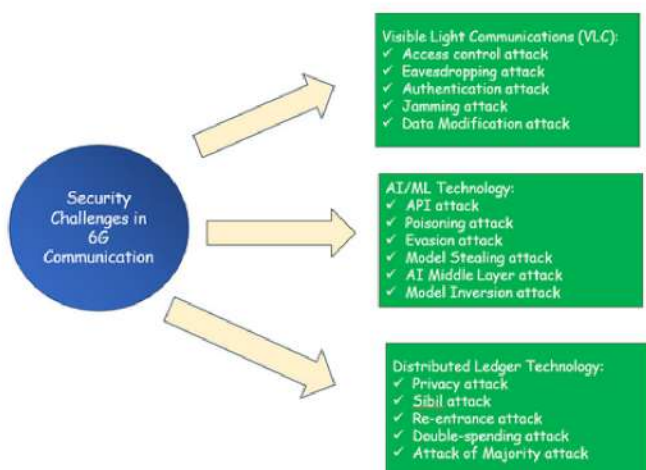 Security
Challenges in
6G
Communication
Visible Light Communications (VLC):
✓ Access control attack
✓ Eavesdropping attack
✓ Authentication attack
✓ Jamming attack
✓ Data Modification attack
AI/ML Technology:
✓ API attack
✓ Poisoning attack
✓ Evasion attack
✓ Model Stealing attack
✓ AI Middle Layer attack
✓ Model Inversion attack
Distributed Ledger Technology:
✓ Privacy attack
✓ Sibil attack
✓ Re-entrance attack
✓ Double-spending attack
✓ Attack of Majority attack